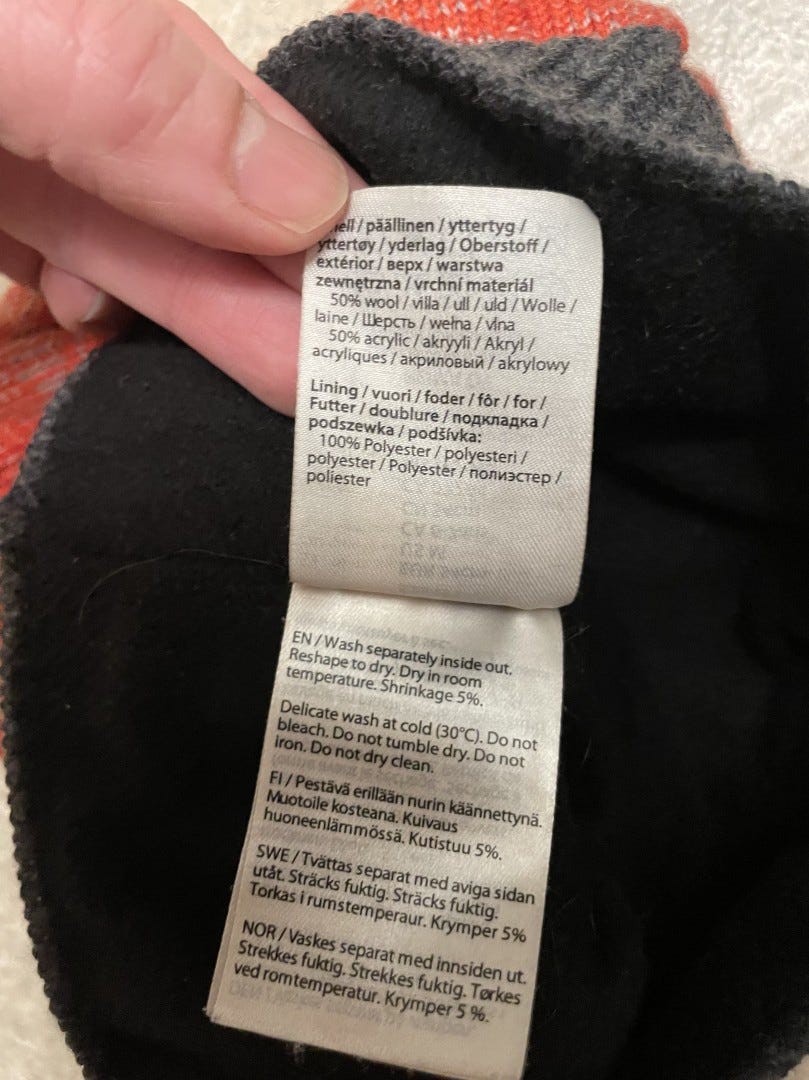 / päällinen / yttertyg /
yttertøy / yderlag / Oberstoff /
extérior / верх / warstwa
zewnętrzna / vrchní materiál
50% wool / villa / ull / uld / Wolle /
laine / Шерсть / wełna / vlna
50% acrylic / akryyli / Akryl /
acryliques / акриловый / akrylowy
Lining / vuori / foder / fôr / for /
Futter / doublure / подкладка /
podszewka / podšívka:
100% Polyester / polyesteri /
polyester / Polyester / полиэстер /
poliester
EN / Wash separately inside out.
Reshape to dry. Dry in room
temperature. Shrinkage 5%.
Delicate wash at cold (30°C). Do not
bleach. Do not tumble dry. Do not
iron. Do not dry clean.
FI / Pestävä erillään nurin käännettynä.
Muotoile kosteana. Kuivaus
huoneenlämmössä. Kutistuu 5%.
SWE / Tvättas separat med aviga sidan
utåt. Sträcks fuktig. Sträcks fuktig.
Torkas i rumstemperaur. Krymper 5%
NOR / Vaskes separat med innsiden ut.
Strekkes fuktig. Strekkes fuktig. Tørkes
ved romtemperatur. Krymper 5 %.